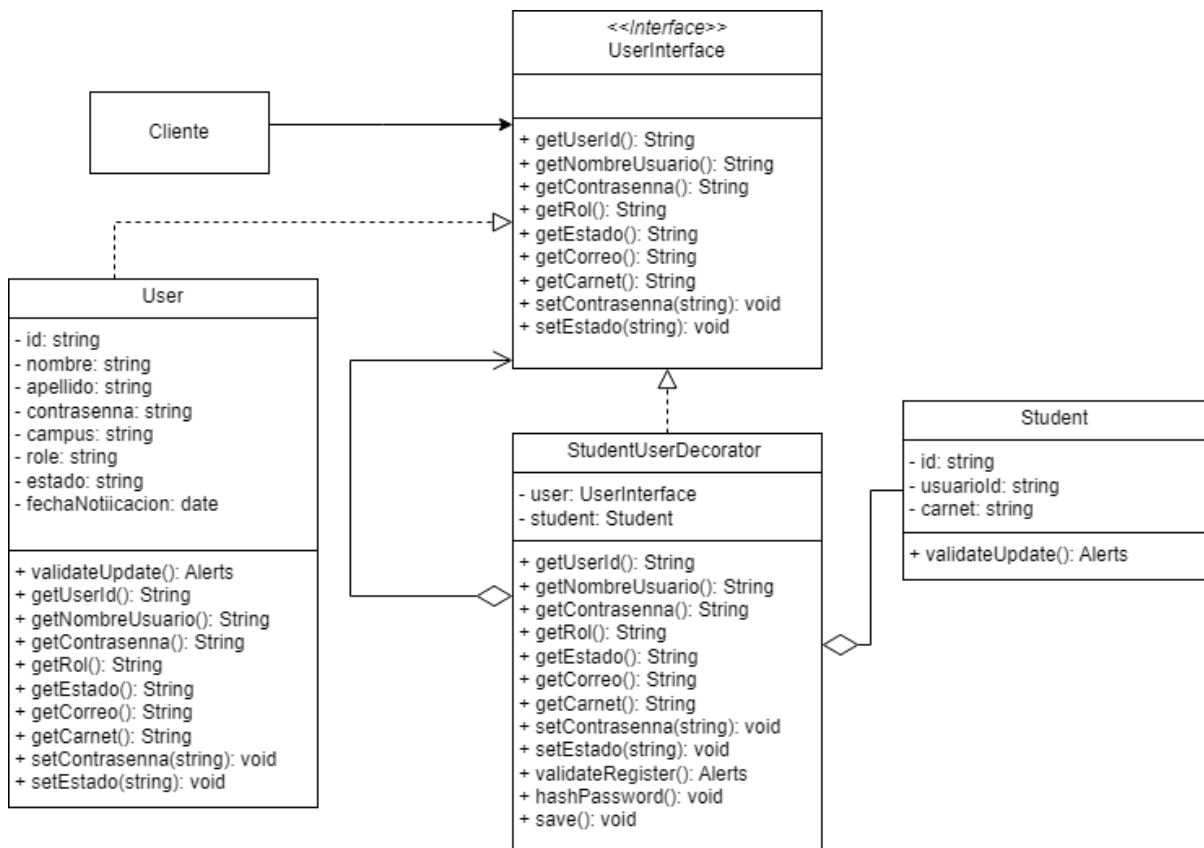 <<Interface>>
UserInterface
+ getUserId(): String
+ getNombreUsuario(): String
+ getContrasenna(): String
+ getRol(): String
+ getEstado(): String
+ getCorreo(): String
+ getCarnet(): String
+ setContrasenna(string): void
+ setEstado(string): void
Cliente
User
- id: string
- nombre: string
- apellido: string
- contrasenna: string
- campus: string
- role: string
- estado: string
- fechaNotiicacion: date
+ validateUpdate(): Alerts
+ getUserId(): String
+ getNombreUsuario(): String
+ getContrasenna(): String
+ getRol(): String
+ getEstado(): String
+ getCorreo(): String
+ getCarnet(): String
+ setContrasenna(string): void
+ setEstado(string): void
StudentUserDecorator
- user: UserInterface
- student: Student
+ getUserId(): String
+ getNombreUsuario(): String
+ getContrasenna(): String
+ getRol(): String
+ getEstado(): String
+ getCorreo(): String
+ getCarnet(): String
+ setContrasenna(string): void
+ setEstado(string): void
+ validateRegister(): Alerts
+ hashPassword(): void
+ save(): void
Student
- id: string
- usuarioId: string
- carnet: string
+ validateUpdate(): Alerts